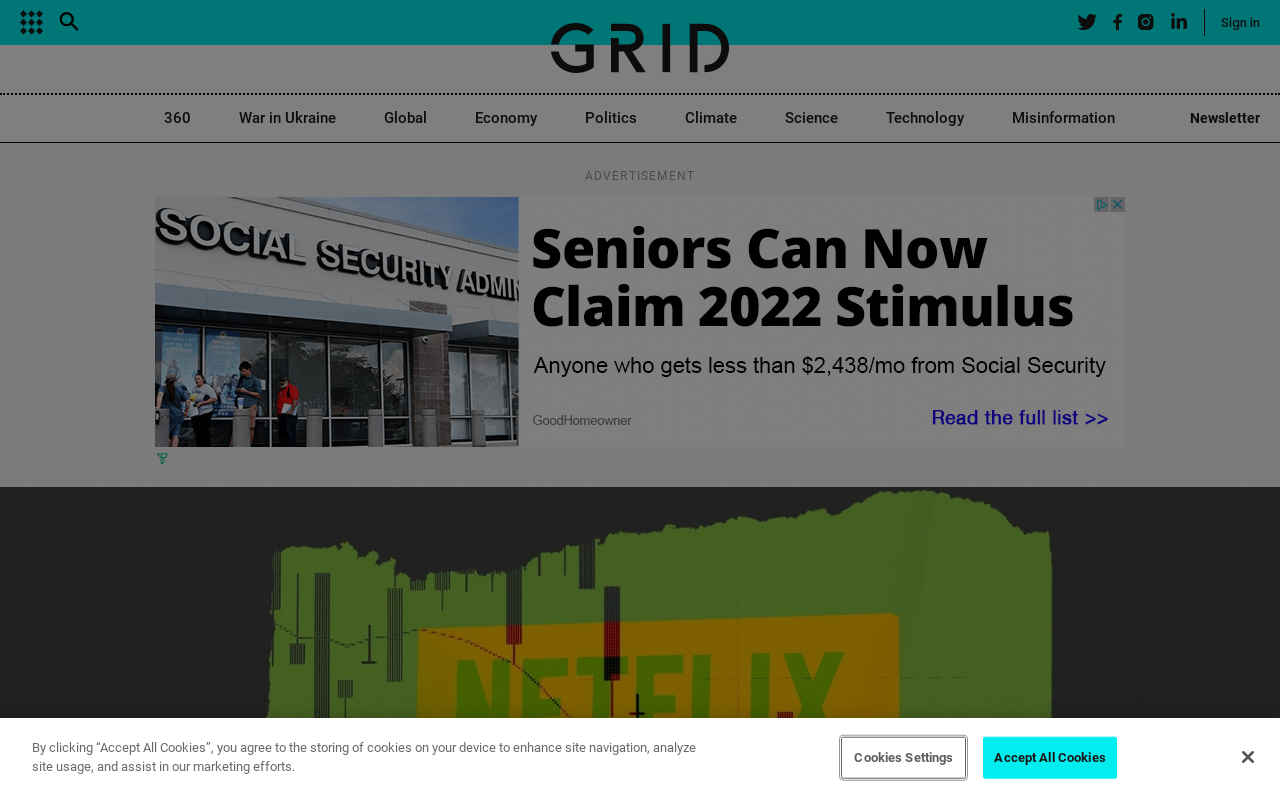 Sign in
GRID
360 War in Ukraine Global Economy Politics Climate Science Technology Misinformation Newsletter
ADVERTISEMENT
SOCIAL SECURITY ADMIN
Seniors Can Now
Claim 2022 Stimulus
Anyone who gets less than $2,438/mo from Social Security
GoodHomeowner
Read the full list >>
NETFLIX
By clicking “Accept All Cookies”, you agree to the storing of cookies on your device to enhance site navigation, analyze
site usage, and assist in our marketing efforts.
Cookies Settings
Accept All Cookies